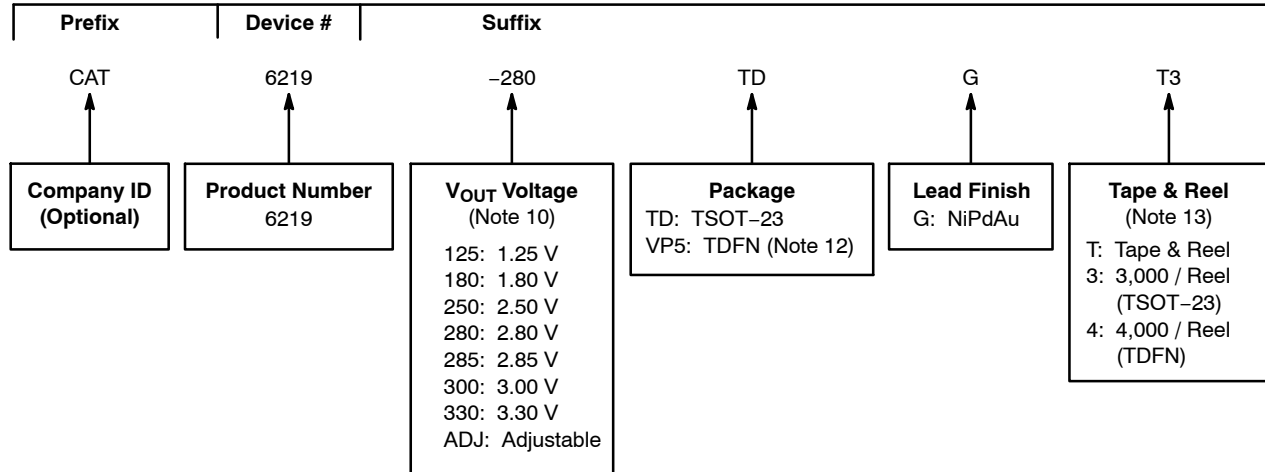 Prefix Device # Suffix
CAT 6219 −280 TD G T3
Company ID
(Optional)
Product Number
6219
VOUT Voltage
(Note 10)
125: 1.25 V
180: 1.80 V
250: 2.50 V
280: 2.80 V
285: 2.85 V
300: 3.00 V
330: 3.30 V
ADJ: Adjustable
Package
TD: TSOT−23
VP5: TDFN (Note 12)
Lead Finish
G: NiPdAu
Tape & Reel
(Note 13)
T: Tape & Reel
3: 3,000 / Reel
(TSOT−23)
4: 4,000 / Reel
(TDFN)